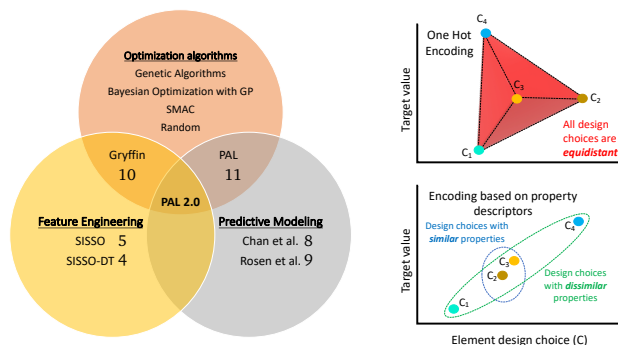 Optimization algorithms
Genetic Algorithms
Bayesian Optimization with GP
SMAC
Random
Gryffin
10
PAL
11
PAL 2.0
Feature Engineering
SISSO 5
SISSO-DT 4
Predictive Modeling
Chan et al. 8
Rosen et al. 9
Target value
One Hot
Encoding
C4
C3
C2
C1
All design
choices are
equidistant
Target value
Encoding based on property
descriptors
Design choices with
similar properties
C4
C3
C2
C1
Design choices
with dissimilar
properties
Element design choice (C)